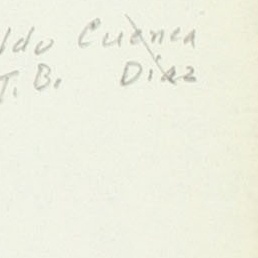 ldo Cuenca
T. B. Diaz